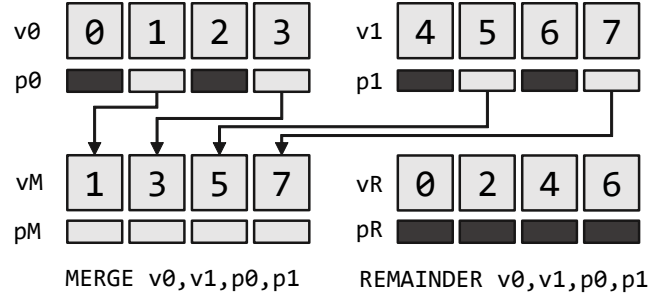 v0 0 1 2 3 v1 4 5 6 7
p0 p1
vM 1 3 5 7 vR 0 2 4 6
pM pR
MERGE v0,v1,p0,p1 REMAINDER v0,v1,p0,p1